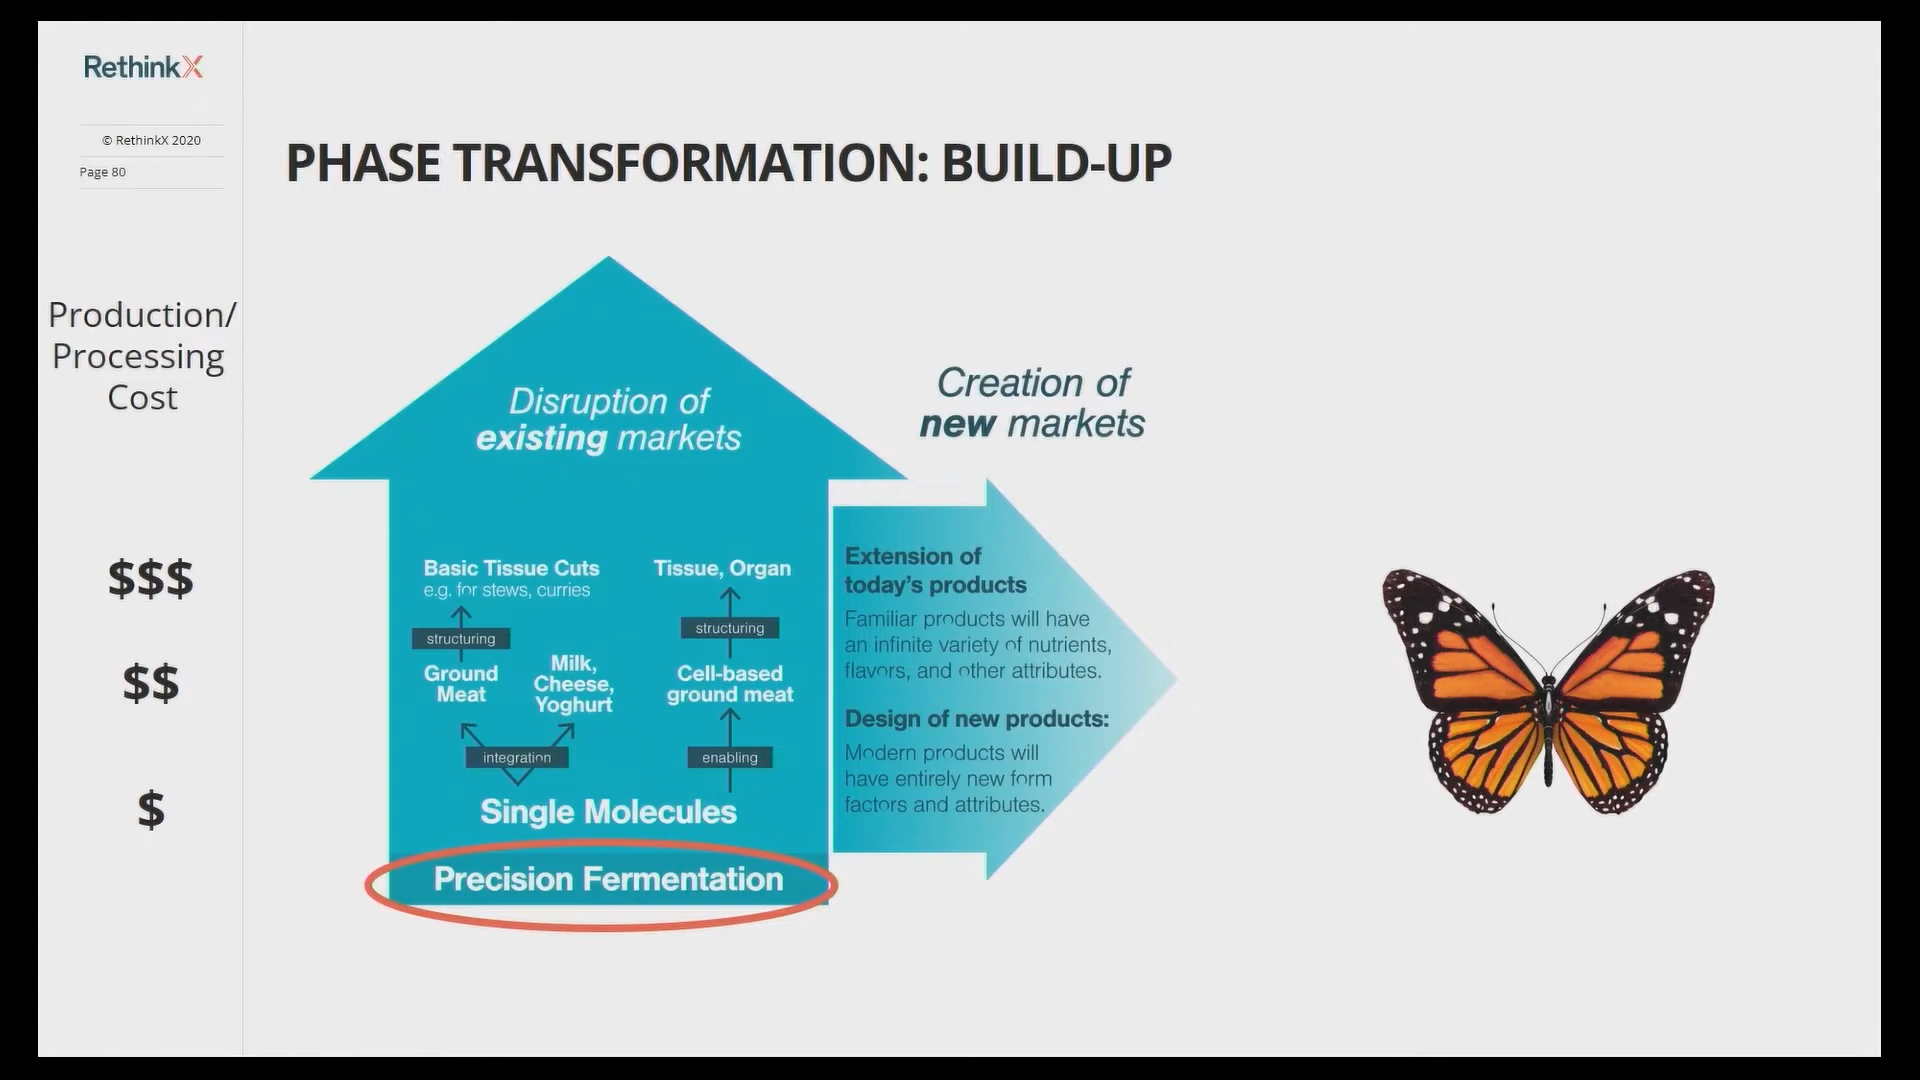 RethinkX
© RethinkX 2020
Page 80
PHASE TRANSFORMATION: BUILD-UP
Production/
Processing
Cost
$$$
$$
$
Disruption of
existing markets
Basic Tissue Cuts
e.g. for stews, curries
structuring
Ground
Meat
Milk,
Cheese,
Yoghurt
integration
Tissue, Organ
structuring
Cell-based
ground meat
enabling
Single Molecules
Precision Fermentation
Creation of
new markets
Extension of
today's products
Familiar products will have
an infinite variety of nutrients,
flavors, and other attributes.
Design of new products:
Modern products will
have entirely new form
factors and attributes.